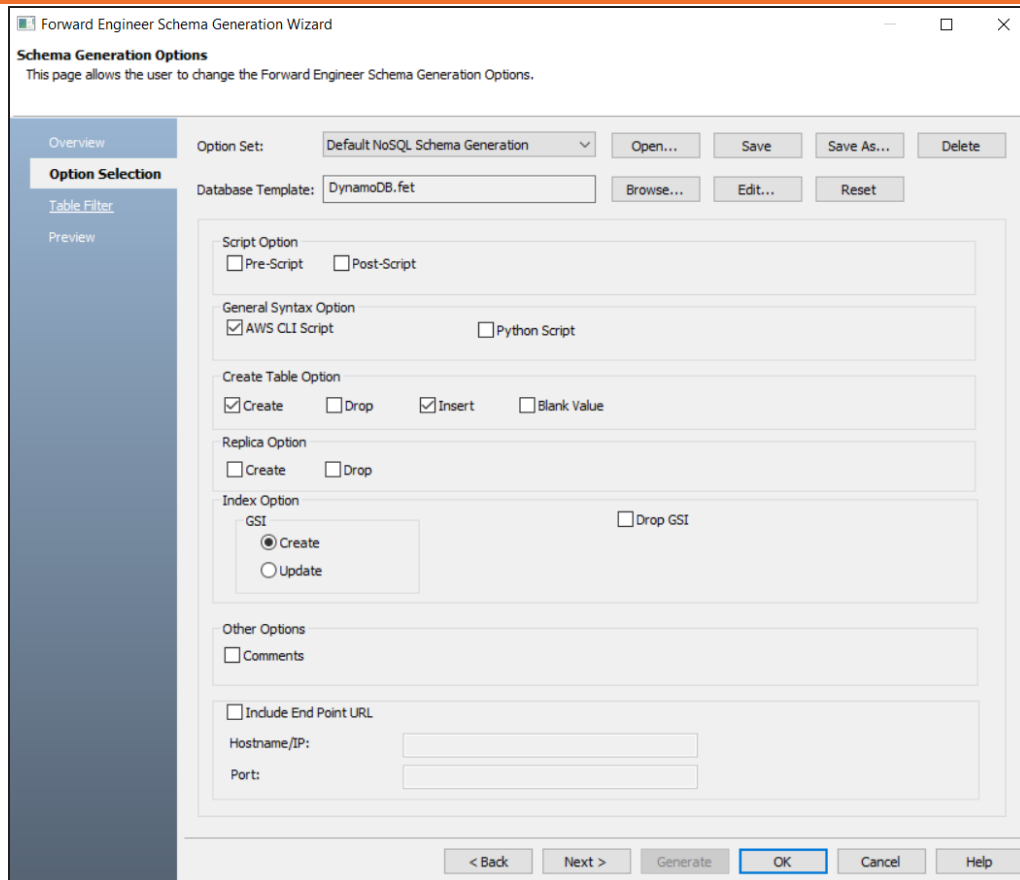 Forward Engineer Schema Generation Wizard
Schema Generation Options
This page allows the user to change the Forward Engineer Schema Generation Options.
Overview
Option Selection
Table Filter
Preview
Option Set: Default NoSQL Schema Generation Open... Save Save As... Delete
Database Template: DynamoDB.fet Browse... Edit... Reset
Script Option
Pre-Script Post-Script
General Syntax Option
AWS CLI Script Python Script
Create Table Option
Create Drop Insert Blank Value
Replica Option
Create Drop
Index Option
GSI
Drop GSI
Create
Update
Other Options
Comments
Include End Point URL
Hostname/IP:
Port:
< Back Next > Generate OK Cancel Help